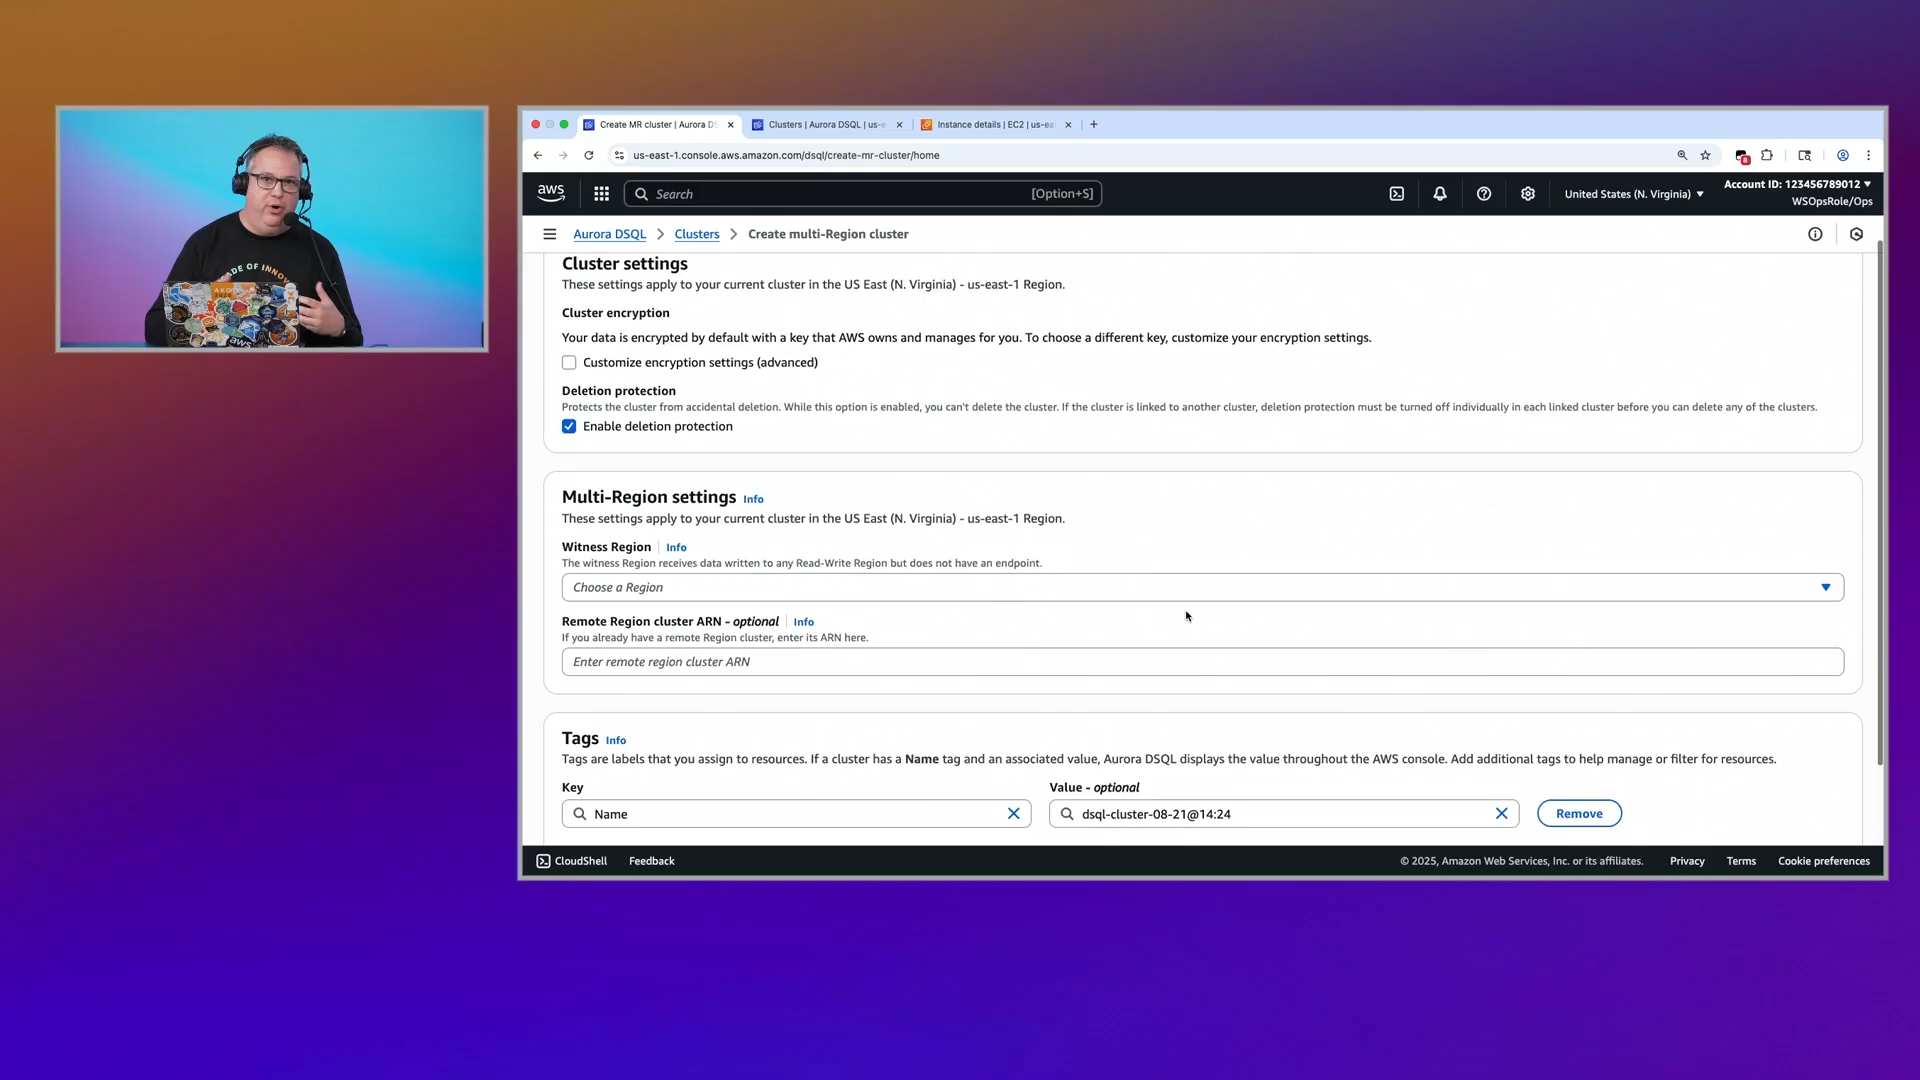 DE OF INNOV
aws
Create MR cluster | Aurora DS
Clusters | Aurora DSQL | us-e
Instance details | EC2 | us-ea
us-east-1.console.aws.amazon.com/dsql/create-mr-cluster/home
8
aws
Search
[Option+S]
United States (N. Virginia)
Account ID: 123456789012
WSOpsRole/Ops
Aurora DSQL
Clusters
Create multi-Region cluster
Cluster settings
These settings apply to your current cluster in the US East (N. Virginia) - us-east-1 Region.
Cluster encryption
Your data is encrypted by default with a key that AWS owns and manages for you. To choose a different key, customize your encryption settings.
Customize encryption settings (advanced)
Deletion protection
Protects the cluster from accidental deletion. While this option is enabled, you can't delete the cluster. If the cluster is linked to another cluster, deletion protection must be turned off individually in each linked cluster before you can delete any of the clusters.
Enable deletion protection
Multi-Region settings Info
These settings apply to your current cluster in the US East (N. Virginia) - us-east-1 Region.
Witness Region Info
The witness Region receives data written to any Read-Write Region but does not have an endpoint.
Choose a Region
Remote Region cluster ARN - optional Info
If you already have a remote Region cluster, enter its ARN here.
Enter remote region cluster ARN
Tags Info
Tags are labels that you assign to resources. If a cluster has a Name tag and an associated value, Aurora DSQL displays the value throughout the AWS console. Add additional tags to help manage or filter for resources.
Key
Value - optional
Name
dsql-cluster-08-21@14:24
Remove
CloudShell
Feedback
© 2025, Amazon Web Services, Inc. or its affiliates.
Privacy
Terms
Cookie preferences